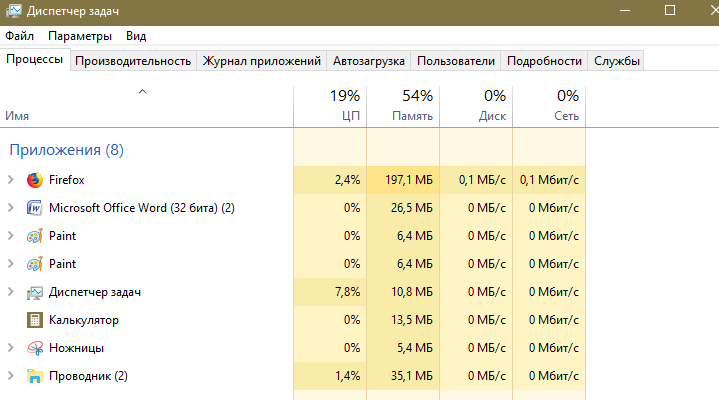 Диспетчер задач
Файл Параметры Вид
Процессы Производительность Журнал приложений Автозагрузка Пользователи Подробности Службы
19% 54% 0% 0%
Имя ЦП Память Диск Сеть
Приложения (8)
Firefox 2,4% 197,1 МБ 0,1 МБ/с 0,1 Мбит/с
Microsoft Office Word (32 бита) (2) 0% 26,5 МБ 0 МБ/с 0 Мбит/с
Paint 0% 6,4 МБ 0 МБ/с 0 Мбит/с
Paint 0% 6,4 МБ 0 МБ/с 0 Мбит/с
Диспетчер задач 7,8% 10,8 МБ 0 МБ/с 0 Мбит/с
Калькулятор 0% 13,5 МБ 0 МБ/с 0 Мбит/с
Ножницы 0% 5,4 МБ 0 МБ/с 0 Мбит/с
Проводник (2) 1,4% 35,1 МБ 0 МБ/с 0 Мбит/с